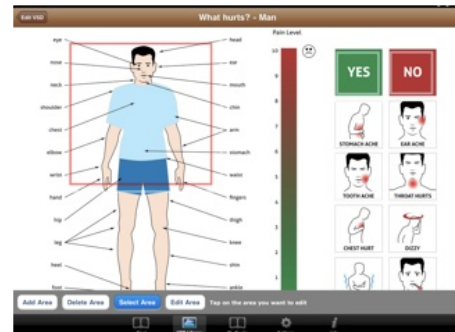 Edit VSD
What hurts? - Man
Pain Level
eye
head
nose
ear
neck
mouth
shoulder
chin
chest
arm
elbow
stomach
wrist
waist
hand
fingers
hip
thigh
leg
knee
heel
shin
foot
ankle
10
9
8
7
6
5
4
3
2
1
YES
NO
STOMACH ACHE
EAR ACHE
TOOTH ACHE
THROAT HURTS
CHEST HURT
DIZZY
Add Area
Delete Area
Select Area
Edit Area
Tap on the area you want to edit